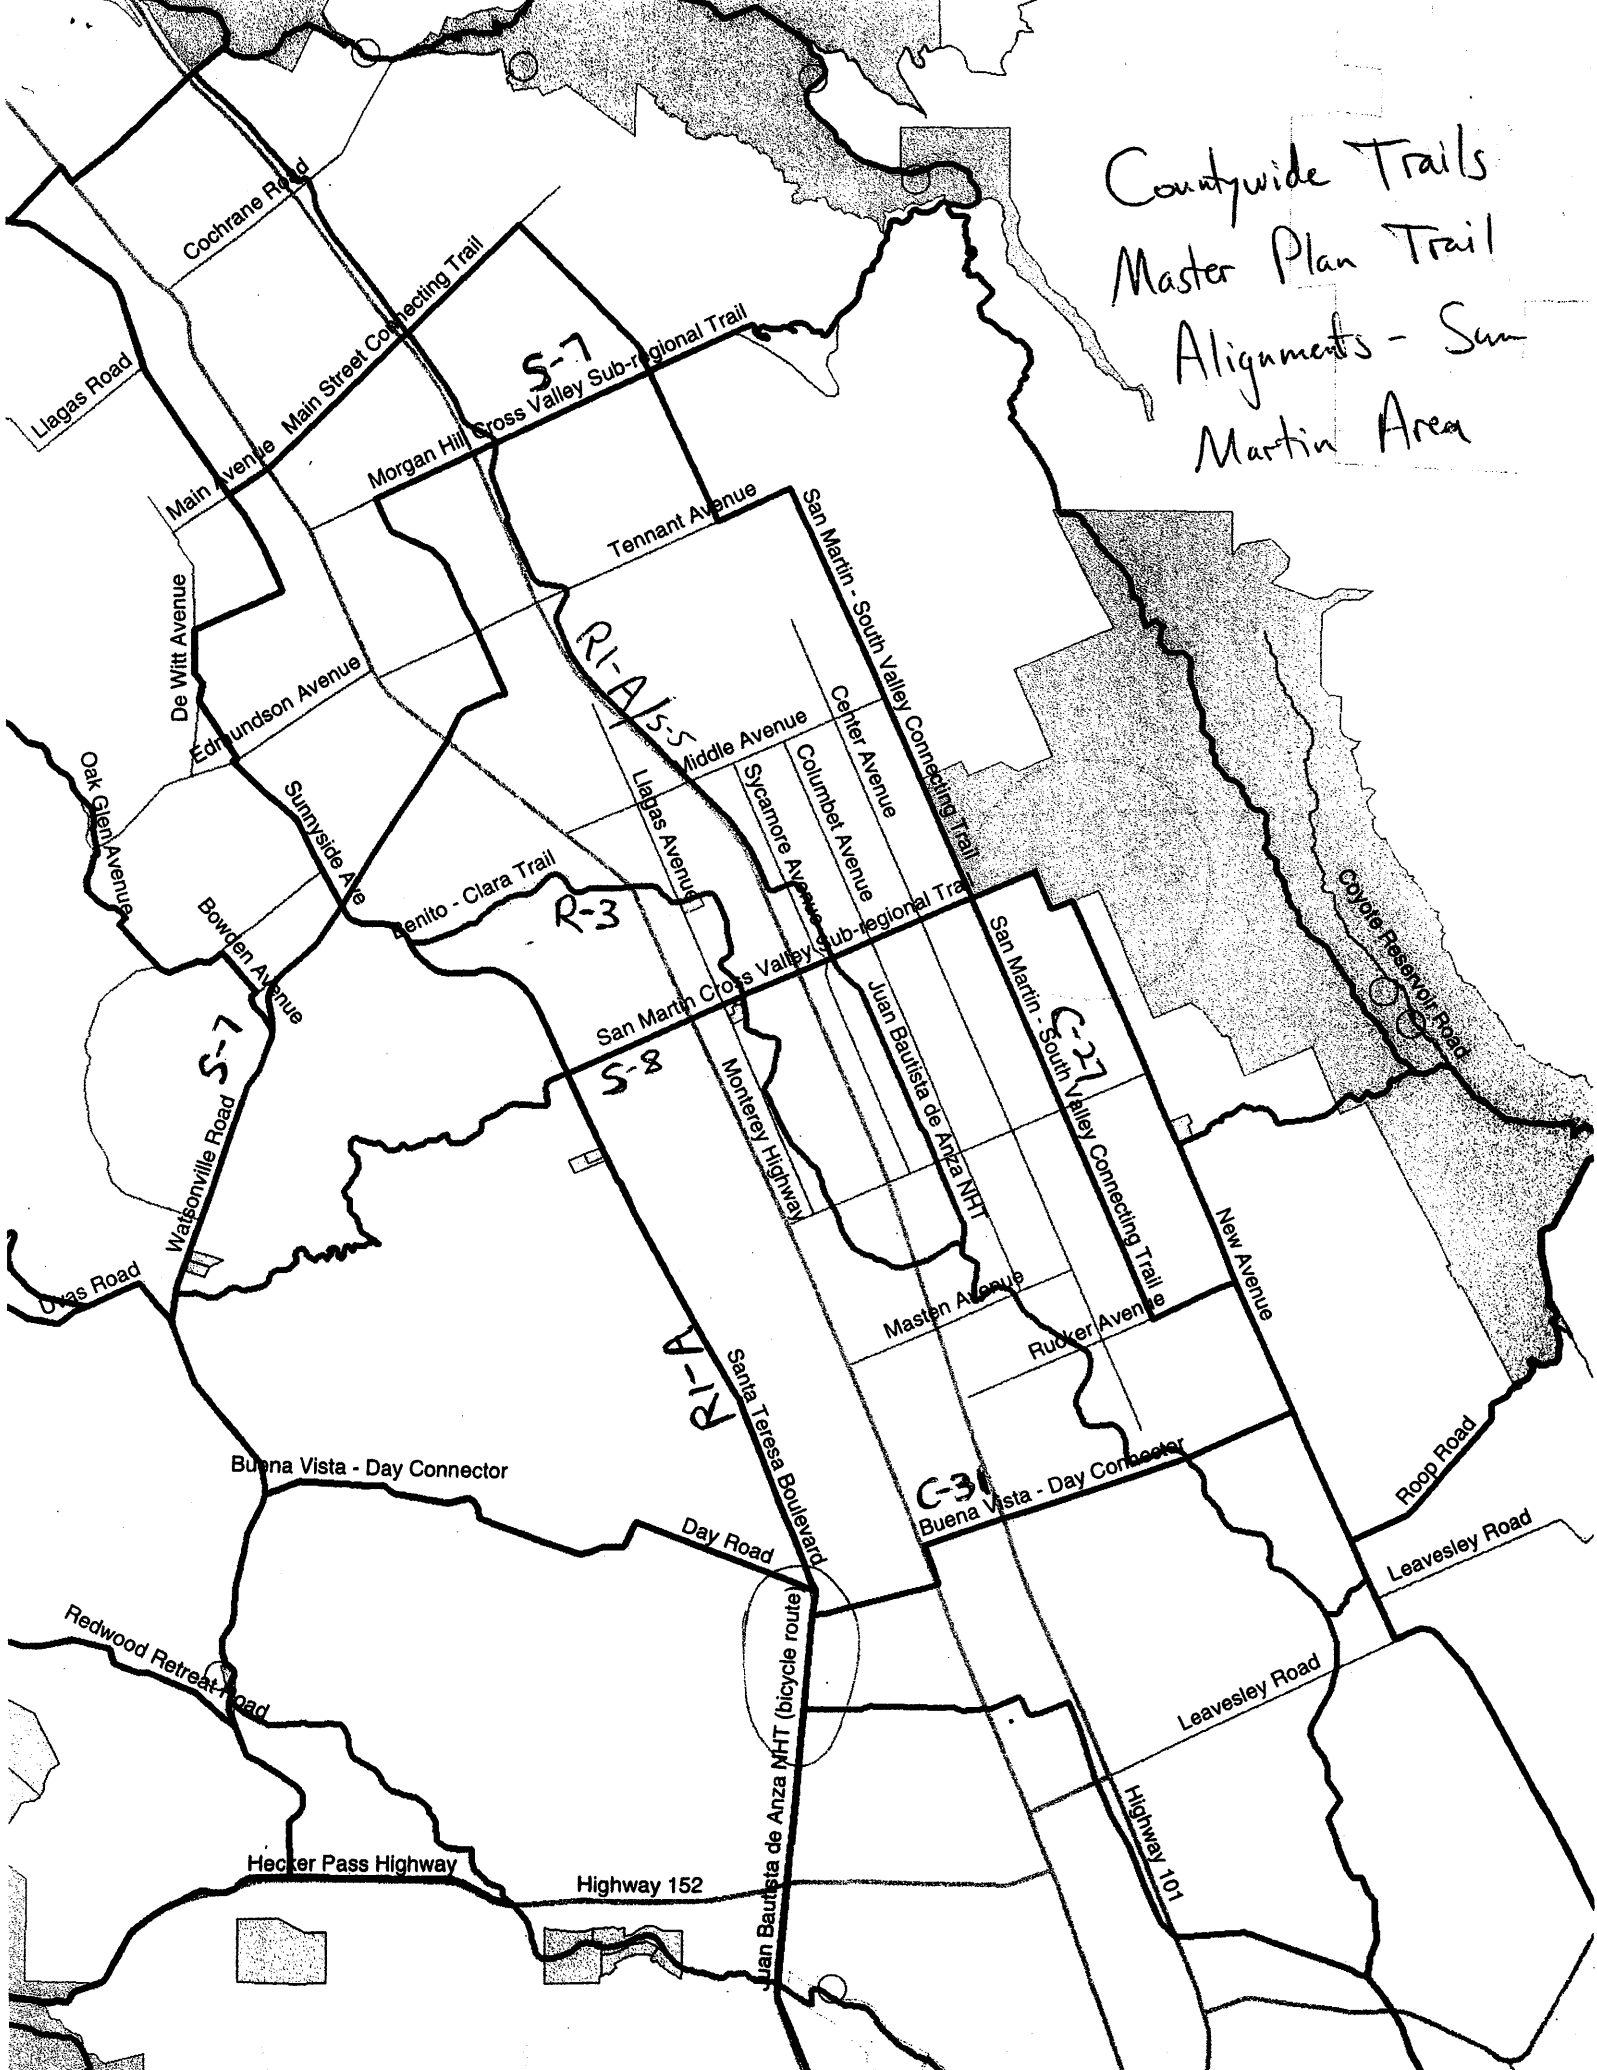 Countywide Trails
Master Plan Trail
Alignments - San
Martin Area
Cochrane Road
Main Street Connecting Trail
Llagas Road
S-7
Morgan Hill Cross Valley Sub-regional Trail
Main Avenue
Tennant Avenue
San Martin - South Valley Connecting Trail
De Witt Avenue
Edmundson Avenue
R1-A/S-5
Middle Avenue
Center Avenue
Oak Glen Avenue
Sunnyside Ave
Llagas Avenue
Sycamore Avenue
Columbet Avenue
Benito - Clara Trail
R-3
Bowden Avenue
San Martin Cross Valley Sub-regional Trail
S-8
Coyote Reservoir Road
San Martin - South Valley Connecting Trail
C-27
Juan Bautista de Anza NHT
S-7
Monterey Highway
Watsonville Road
New Avenue
Uvas Road
Masten Avenue
Rucker Avenue
R1-A
Santa Teresa Boulevard
Buena Vista - Day Connector
C-31
Buena Vista - Day Connector
Roop Road
Day Road
Leavesley Road
Juan Bautista de Anza NHT (bicycle route)
Redwood Retreat Road
Leavesley Road
Highway 101
Hecker Pass Highway
Highway 152